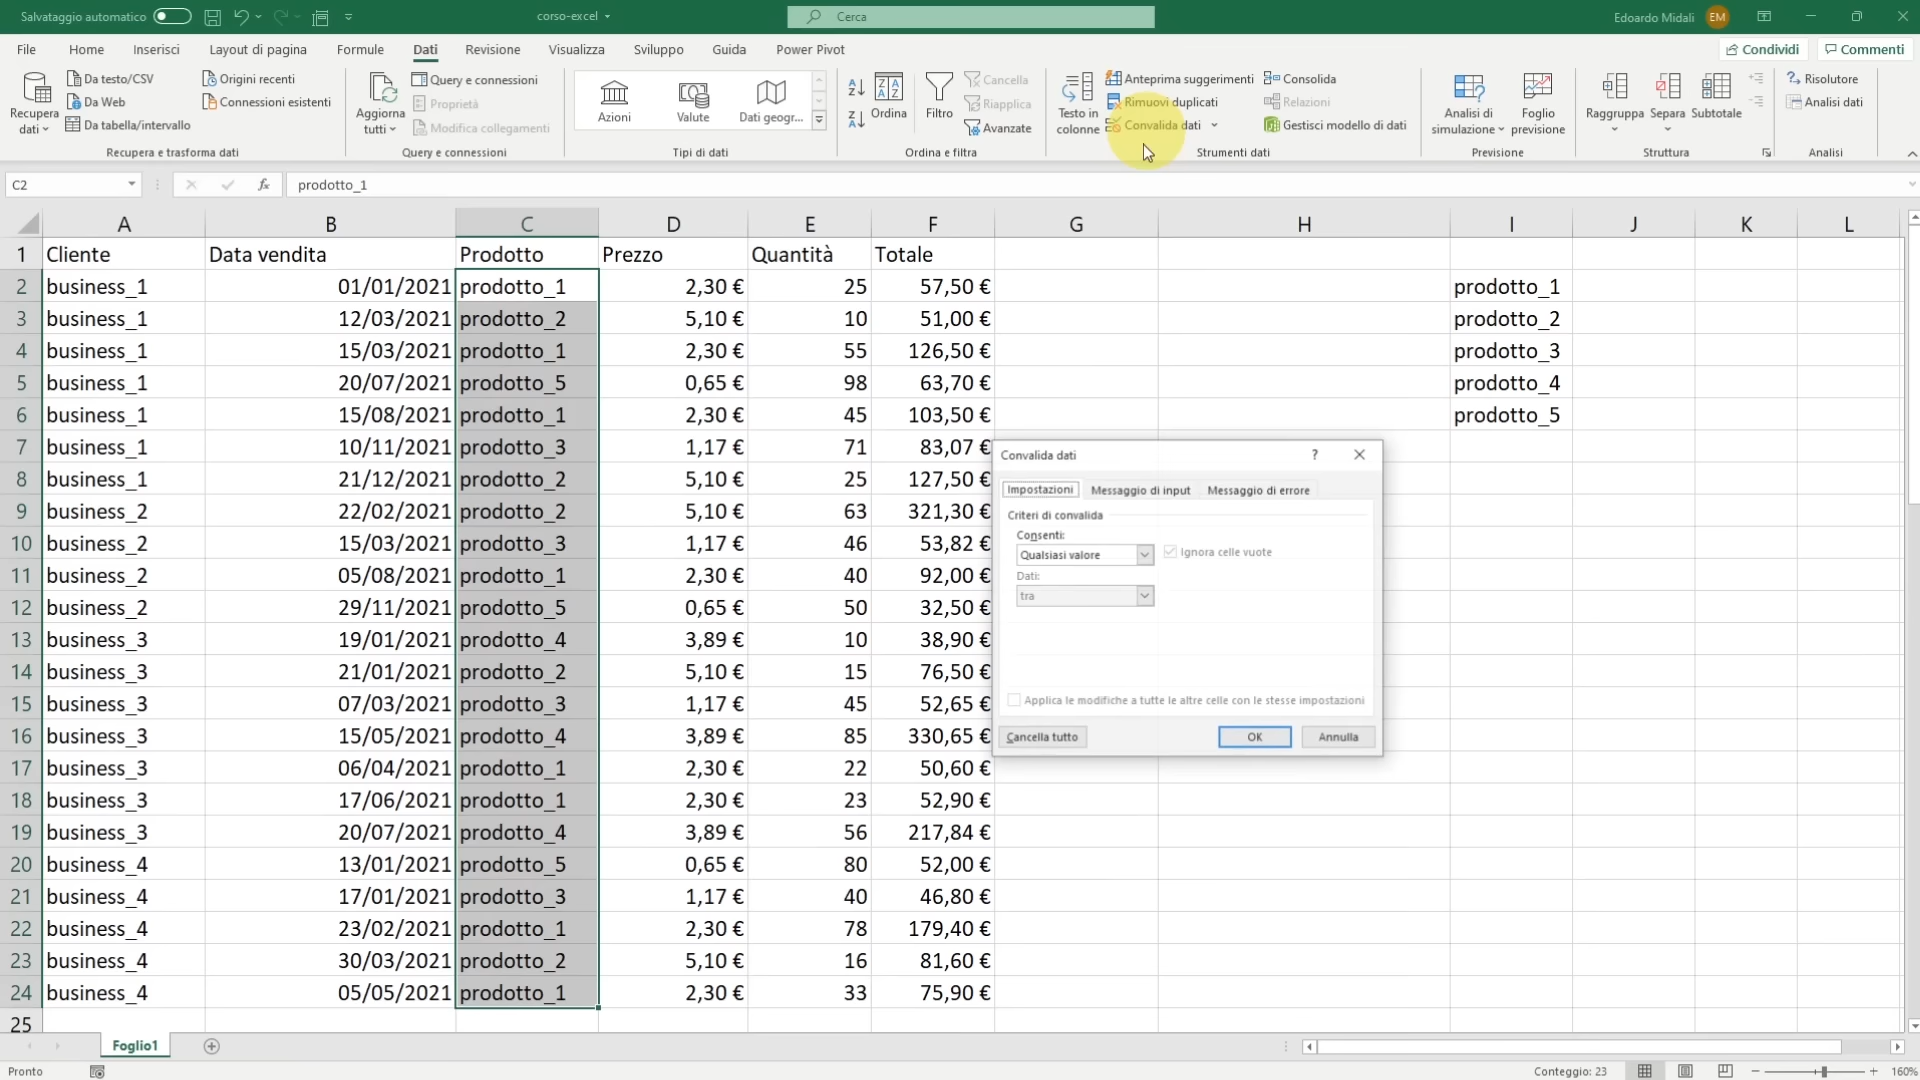 Salvataggio automatico
corso-excel
Cerca
Edoardo Midali EM
File Home Inserisci Layout di pagina Formule Dati Revisione Visualizza Sviluppo Guida Power Pivot Condividi Commenti
Recupera dati
Da testo/CSV
Da Web
Da tabella/intervallo
Origini recenti
Connessioni esistenti
Recupera e trasforma dati
Aggiorna tutti
Query e connessioni
Proprietà
Modifica collegamenti
Query e connessioni
Azioni Valute Dati geogr...
Tipi di dati
Ordina
Filtro
Cancella
Riapplica
Avanzate
Ordina e filtra
Testo in colonne
Anteprima suggerimenti
Rimuovi duplicati
Convalida dati
Consolida
Relazioni
Gestisci modello di dati
Strumenti dati
Analisi di simulazione
Foglio previsione
Previsione
Raggruppa Separa Subtotale
Struttura
Risolutore
Analisi dati
Analisi
C2 fx prodotto_1
A B C D E F G H I J K L
1 Cliente Data vendita Prodotto Prezzo Quantità Totale
2 business_1 01/01/2021 prodotto_1 2,30 € 25 57,50 € prodotto_1
3 business_1 12/03/2021 prodotto_2 5,10 € 10 51,00 € prodotto_2
4 business_1 15/03/2021 prodotto_1 2,30 € 55 126,50 € prodotto_3
5 business_1 20/07/2021 prodotto_5 0,65 € 98 63,70 € prodotto_4
6 business_1 15/08/2021 prodotto_1 2,30 € 45 103,50 € prodotto_5
7 business_1 10/11/2021 prodotto_3 1,17 € 71 83,07 €
8 business_1 21/12/2021 prodotto_2 5,10 € 25 127,50 €
9 business_2 22/02/2021 prodotto_2 5,10 € 63 321,30 €
10 business_2 15/03/2021 prodotto_3 1,17 € 46 53,82 €
11 business_2 05/08/2021 prodotto_1 2,30 € 40 92,00 €
12 business_2 29/11/2021 prodotto_5 0,65 € 50 32,50 €
13 business_3 19/01/2021 prodotto_4 3,89 € 10 38,90 €
14 business_3 21/01/2021 prodotto_2 5,10 € 15 76,50 €
15 business_3 07/03/2021 prodotto_3 1,17 € 45 52,65 €
16 business_3 15/05/2021 prodotto_4 3,89 € 85 330,65 €
17 business_3 06/04/2021 prodotto_1 2,30 € 22 50,60 €
18 business_3 17/06/2021 prodotto_1 2,30 € 23 52,90 €
19 business_3 20/07/2021 prodotto_4 3,89 € 56 217,84 €
20 business_4 13/01/2021 prodotto_5 0,65 € 80 52,00 €
21 business_4 17/01/2021 prodotto_3 1,17 € 40 46,80 €
22 business_4 23/02/2021 prodotto_1 2,30 € 78 179,40 €
23 business_4 30/03/2021 prodotto_2 5,10 € 16 81,60 €
24 business_4 05/05/2021 prodotto_1 2,30 € 33 75,90 €
25
Convalida dati ?
Impostazioni Messaggio di input Messaggio di errore
Criteri di convalida
Consenti:
Qualsiasi valore Ignora celle vuote
Dati:
tra
Applica le modifiche a tutte le altre celle con le stesse impostazioni
Cancella tutto OK Annulla
Foglio1
Pronto
Conteggio: 23
160%